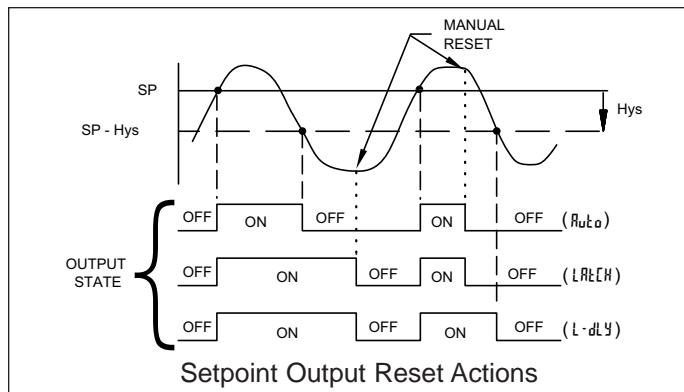 MANUAL
RESET
SP
SP - Hys
Hys
OFF ON OFF ON OFF (Auto)
OUTPUT
STATE
OFF ON OFF ON OFF (LAtCH)
OFF ON OFF ON OFF (L-dLY)
Setpoint Output Reset Actions